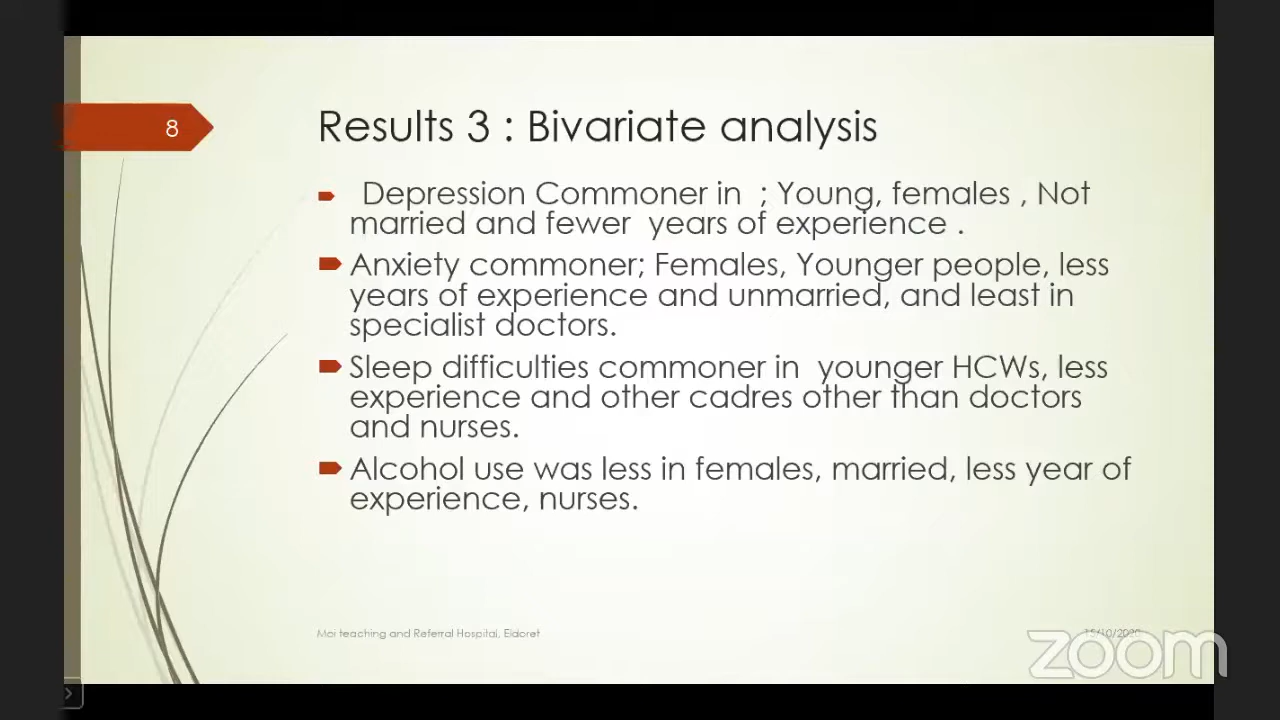 8
Results 3 : Bivariate analysis
Depression Commoner in ; Young, females , Not
married and fewer years of experience .
Anxiety commoner; Females, Younger people, less
years of experience and unmarried, and least in
specialist doctors.
Sleep difficulties commoner in younger HCWs, less
experience and other cadres other than doctors
and nurses.
Alcohol use was less in females, married, less year of
experience, nurses.
Moi teaching and Referral Hospital, Eldoret
15/10/2020
zoom